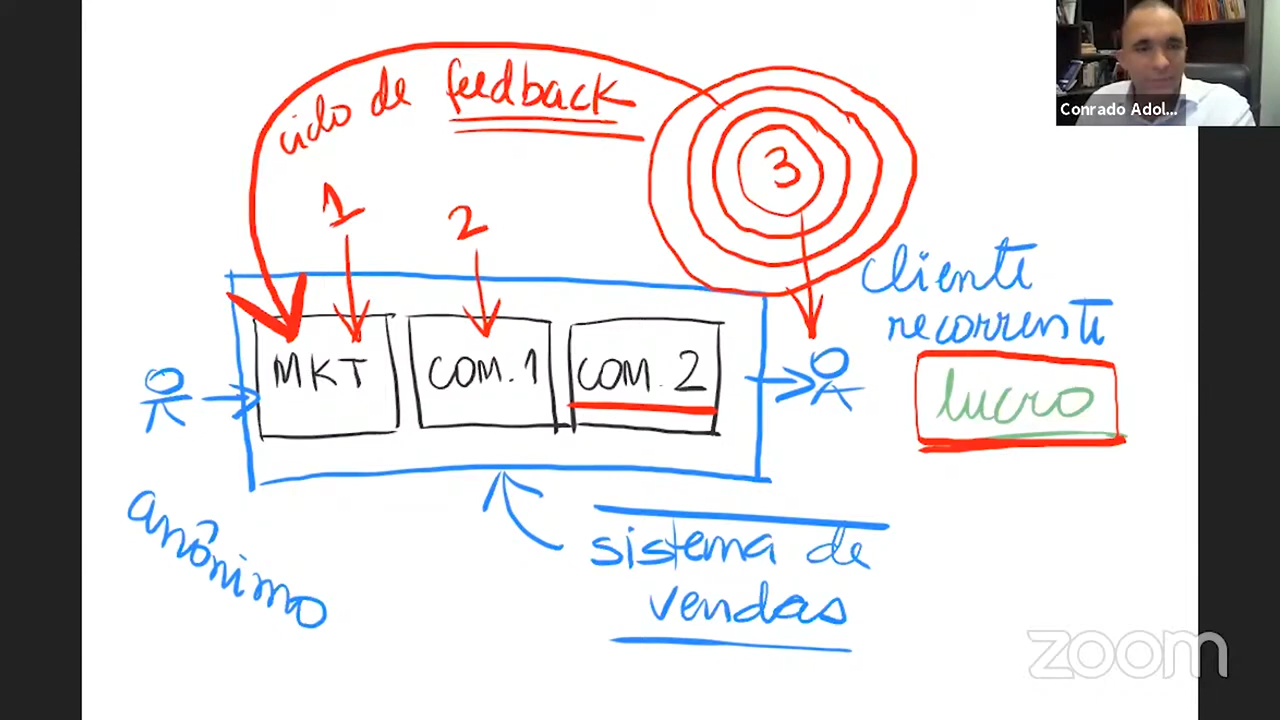 Conrado Adol...
ciclo de feedback
3
1
2
cliente
recorrente
MKT
COM. 1
COM. 2
lucro
anônimo
sistema de
vendas
zoom